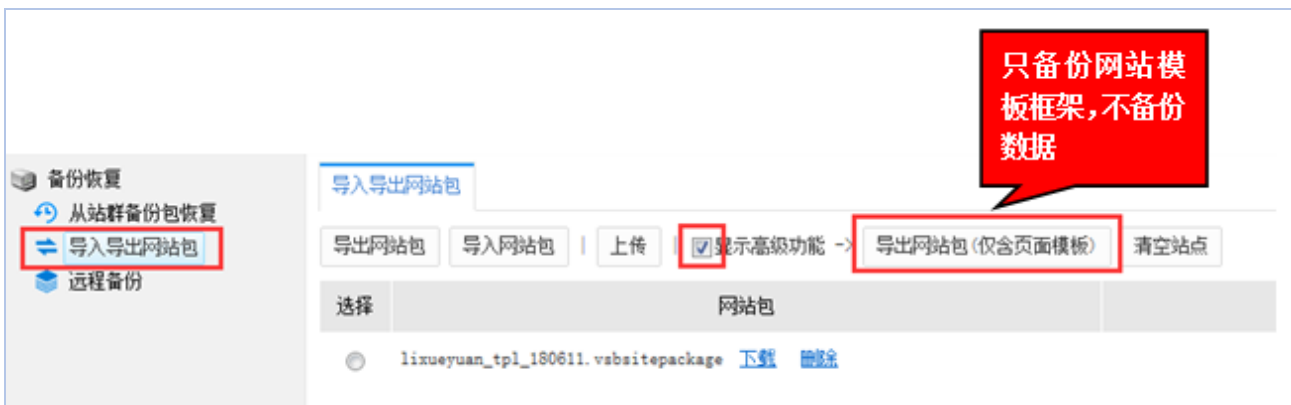 只备份网站模
板框架，不备份
数据
备份恢复
从站群备份包恢复
导入导出网站包
远程备份
导入导出网站包
导出网站包 导入网站包 | 上传 | 显示高级功能 -> 导出网站包(仅含页面模板) 清空站点
选择 网站包
lixueyuan_tpl_180611.vsbsitepackage 下载 删除